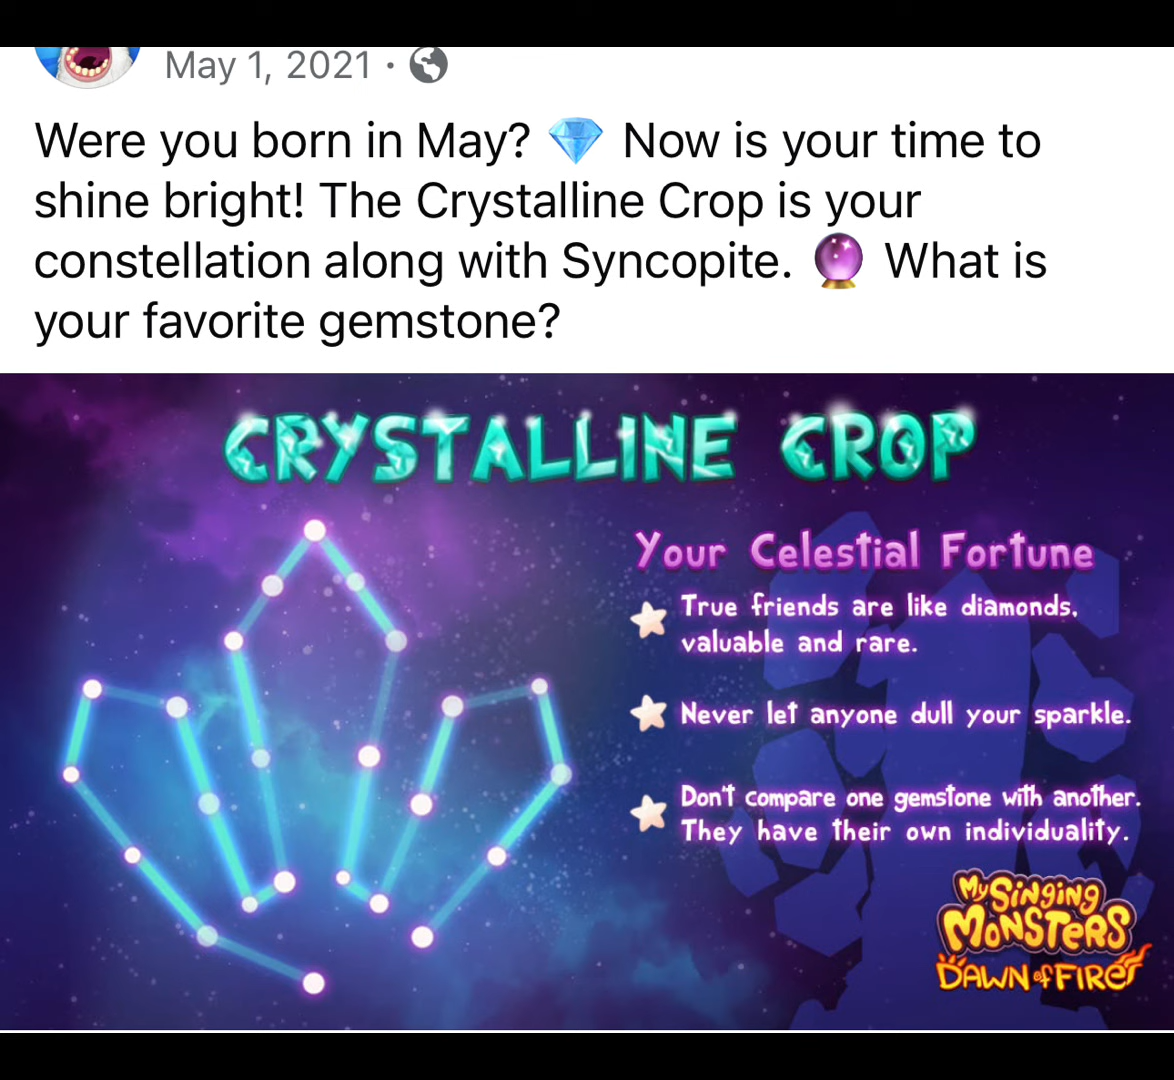 May 1, 2021 ·
Were you born in May? 💎 Now is your time to
shine bright! The Crystalline Crop is your
constellation along with Syncopite. 🔮 What is
your favorite gemstone?
CRYSTALLINE CROP
Your Celestial Fortune
True friends are like diamonds,
valuable and rare.
Never let anyone dull your sparkle.
Don't compare one gemstone with another.
They have their own individuality.
My Singing
Monsters
Dawn of Fire